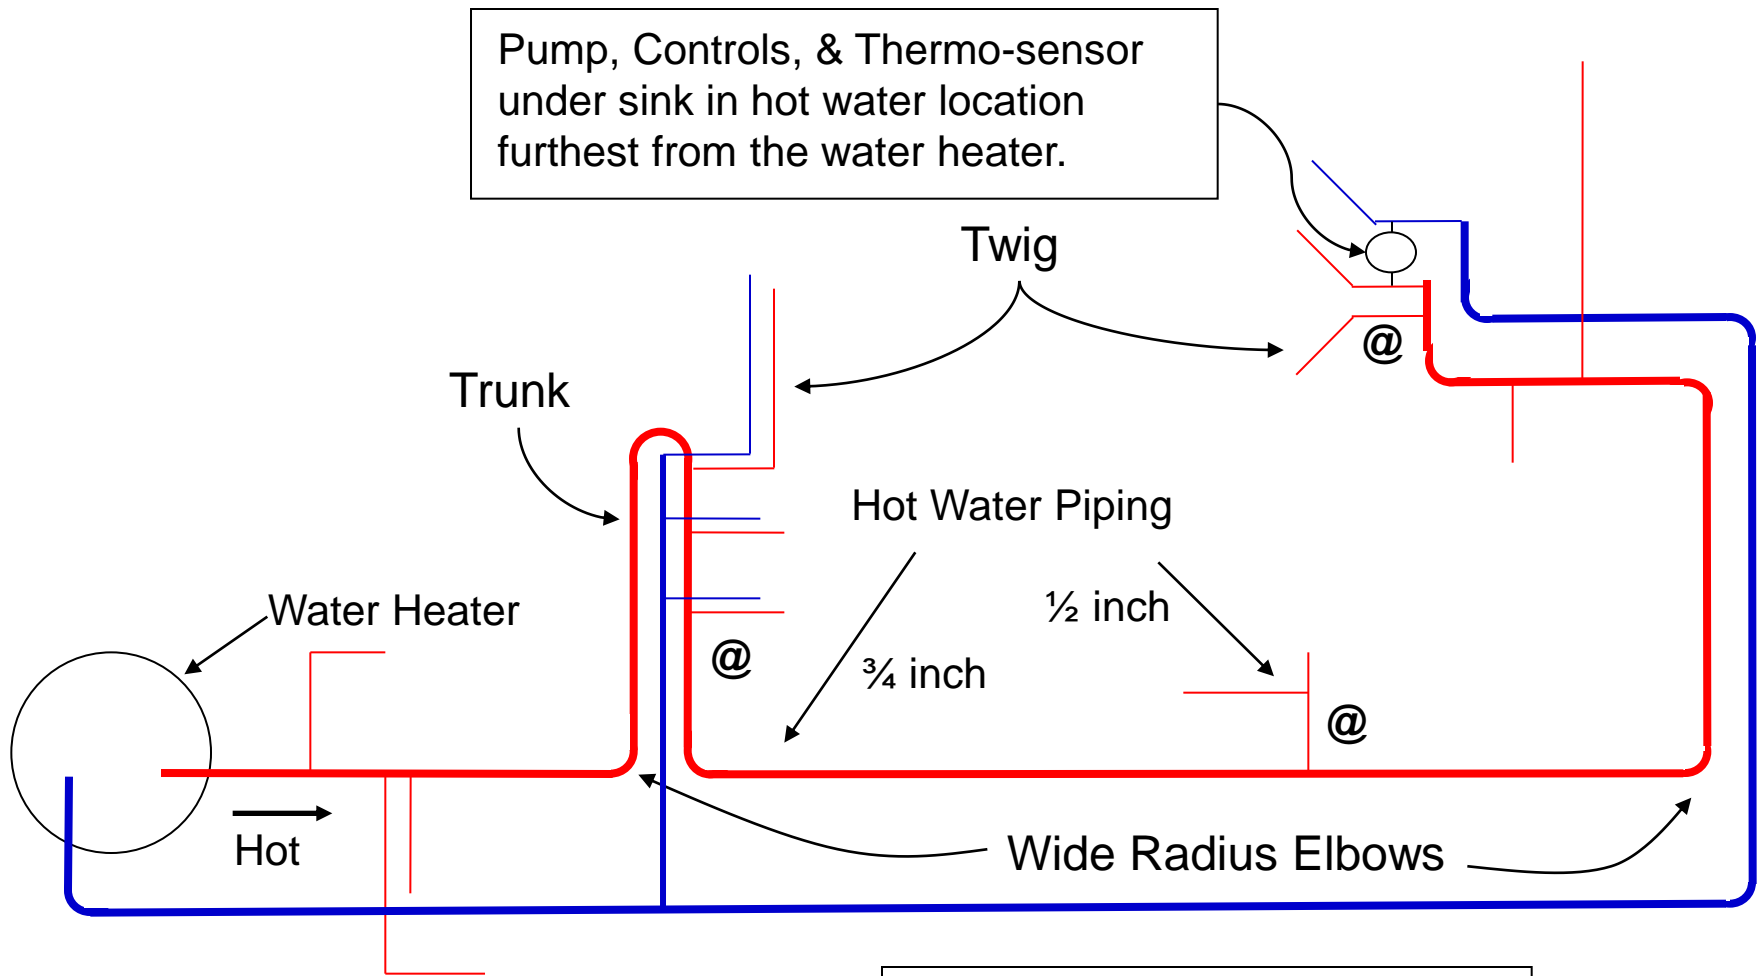 Pump, Controls, & Thermo-sensor
under sink in hot water location
furthest from the water heater.
Twig
@
Trunk
Hot Water Piping
Water Heater
½ inch
@
¾ inch
@
Hot
Wide Radius Elbows